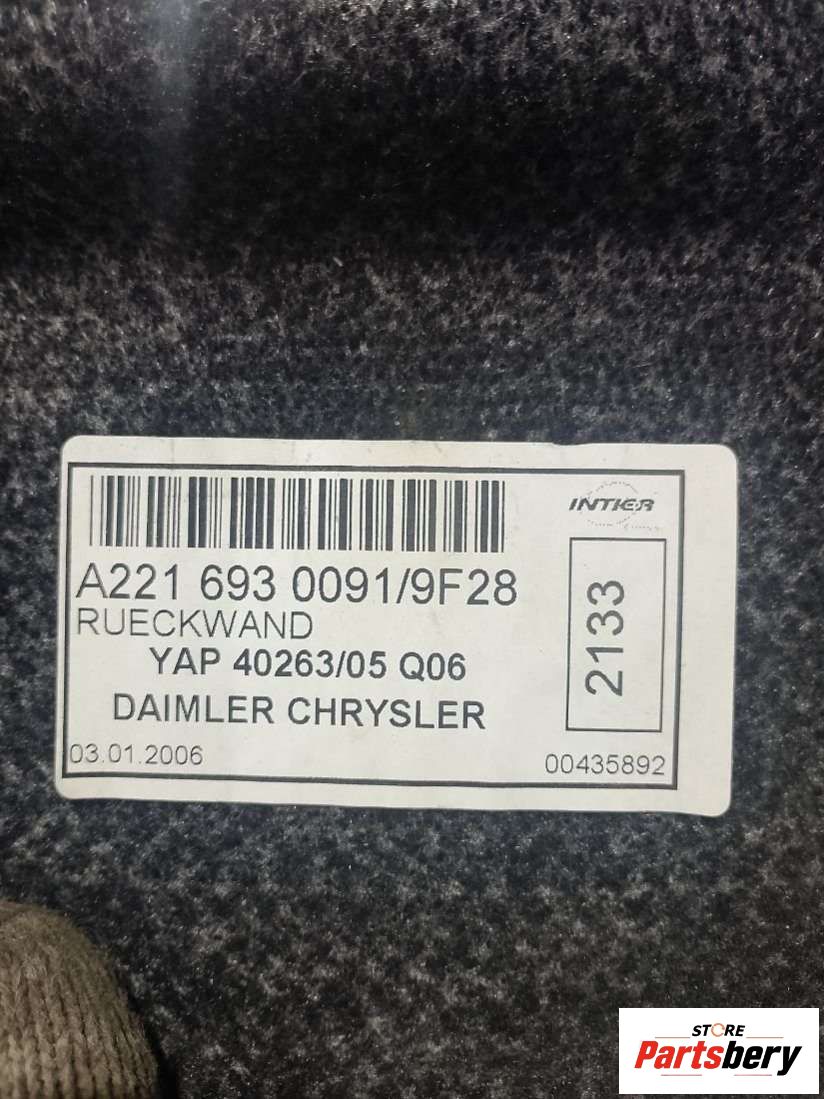 INTIER
A221 693 0091/9F28
RUECKWAND
YAP 40263/05 Q06
DAIMLER CHRYSLER
2133
03.01.2006
00435892
STORE
Partsbery